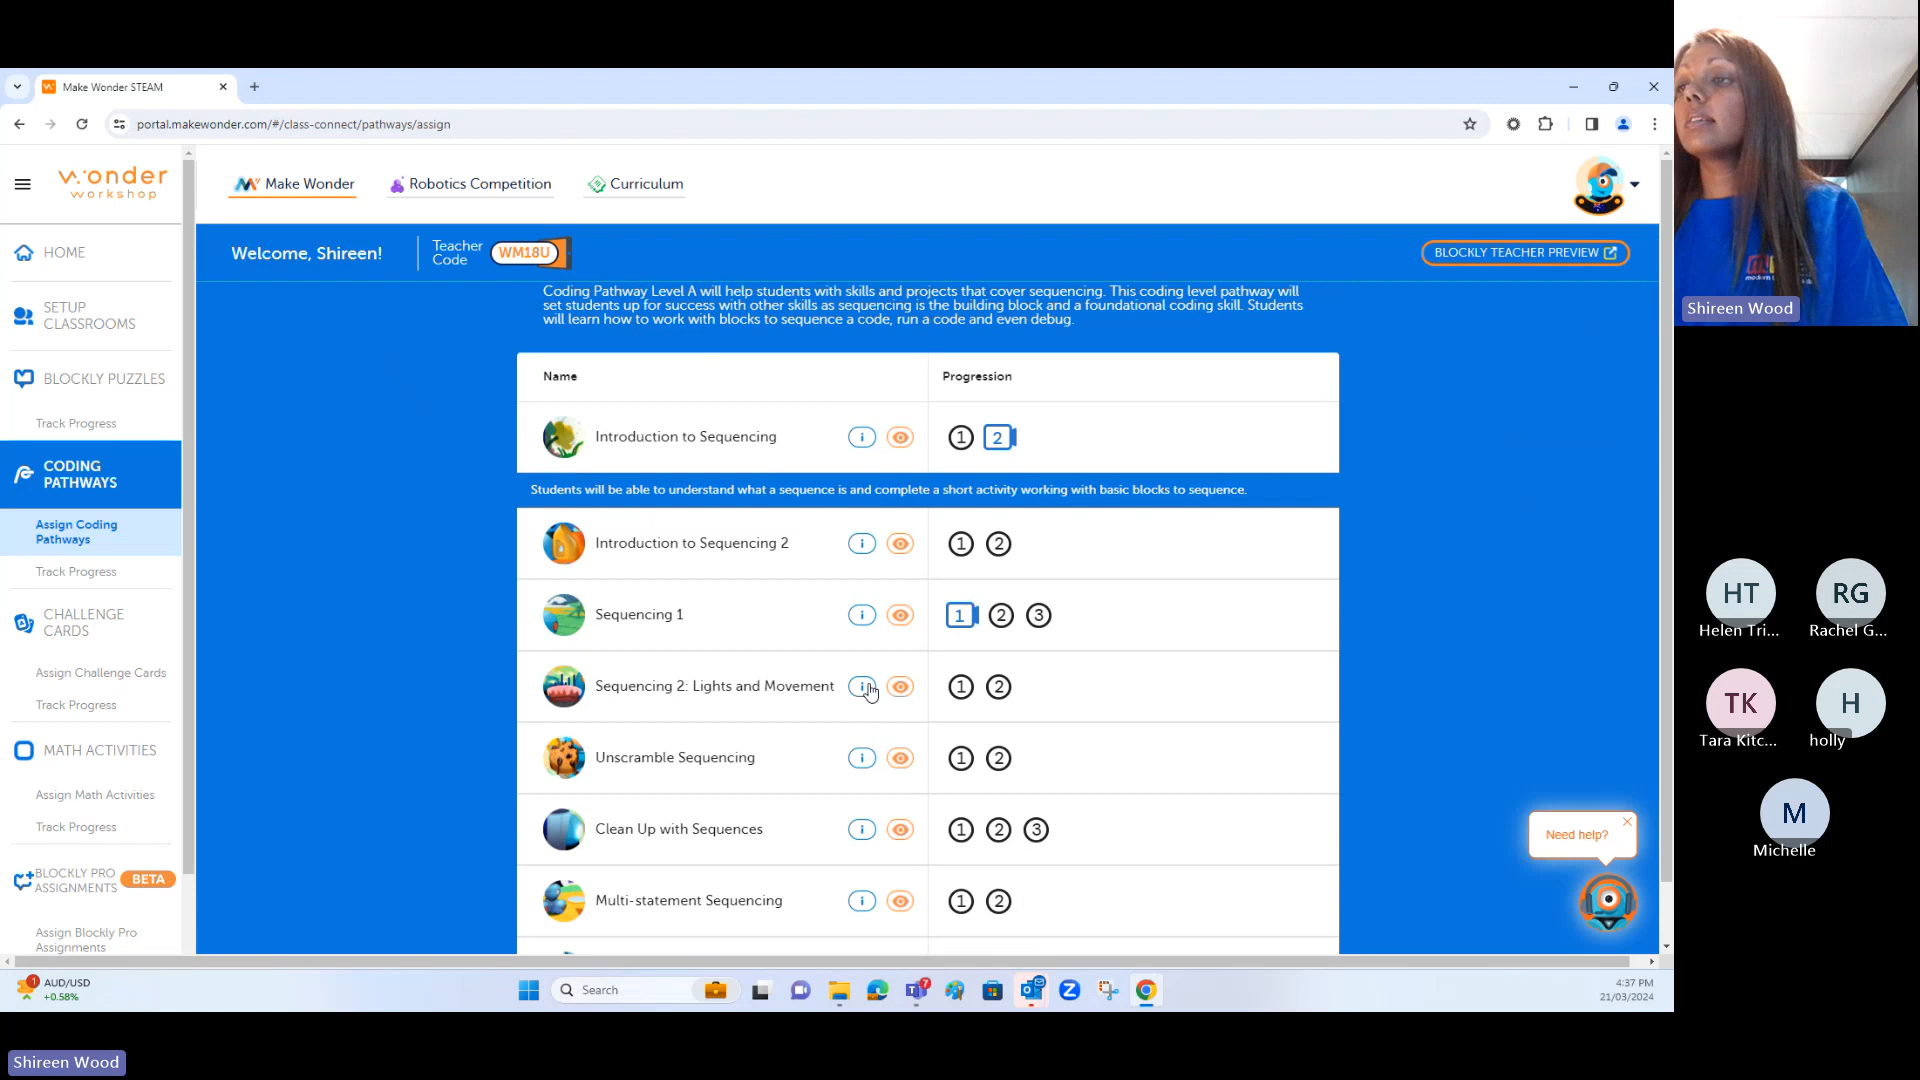 Make Wonder STEAM
portal.makewonder.com/#/class-connect/pathways/assign
Wonder
workshop
Make Wonder
Robotics Competition
Curriculum
HOME
SETUP
CLASSROOMS
BLOCKLY PUZZLES
Track Progress
CODING
PATHWAYS
Assign Coding
Pathways
Track Progress
CHALLENGE
CARDS
Assign Challenge Cards
Track Progress
MATH ACTIVITIES
Assign Math Activities
Track Progress
BLOCKLY PRO
ASSIGNMENTS
BETA
Assign Blockly Pro
Assignments
Welcome, Shireen!
Teacher
Code
WM18U
BLOCKLY TEACHER PREVIEW
Coding Pathway Level A will help students with skills and projects that cover sequencing. This coding level pathway will
set students up for success with other skills as sequencing is the building block and a foundational coding skill. Students
will learn how to work with blocks to sequence a code, run a code and even debug.
Name
Progression
Introduction to Sequencing
i
1 2
Students will be able to understand what a sequence is and complete a short activity working with basic blocks to sequence.
Introduction to Sequencing 2
i
1 2
Sequencing 1
i
1 2 3
Sequencing 2: Lights and Movement
i
1 2
Unscramble Sequencing
i
1 2
Clean Up with Sequences
i
1 2 3
Multi-statement Sequencing
i
1 2
Need help?
1
AUD/USD
+0.58%
Search
7
4:37 PM
21/03/2024
Shireen Wood
HT
Helen Tri...
RG
Rachel G...
TK
Tara Kitc...
H
holly
M
Michelle
Shireen Wood